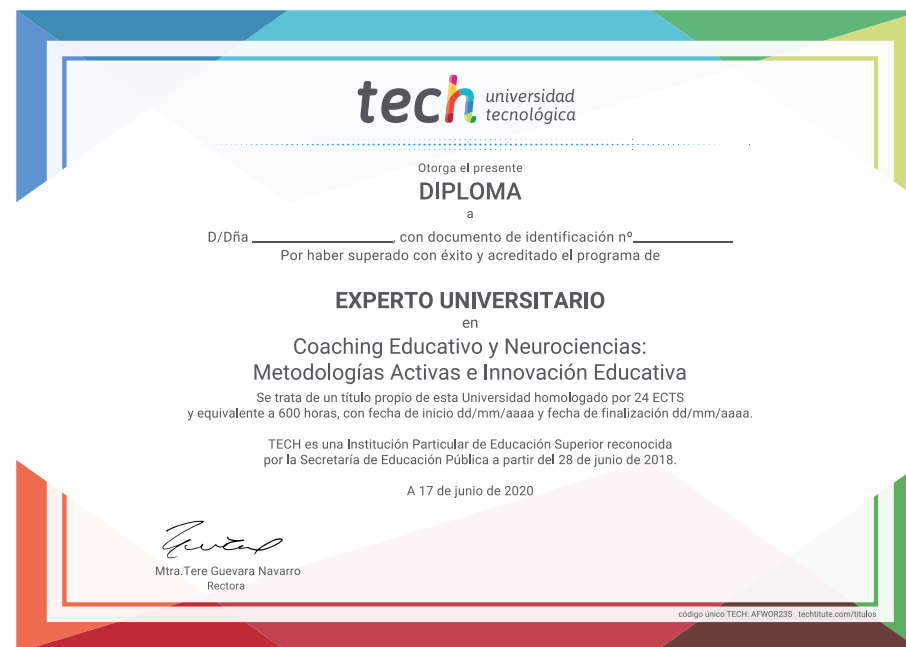 tech universidad
tecnológica
Otorga el presente
DIPLOMA
a
D/Dña ____________________, con documento de identificación nº______________
Por haber superado con éxito y acreditado el programa de
EXPERTO UNIVERSITARIO
en
Coaching Educativo y Neurociencias:
Metodologías Activas e Innovación Educativa
Se trata de un título propio de esta Universidad homologado por 24 ECTS
y equivalente a 600 horas, con fecha de inicio dd/mm/aaaa y fecha de finalización dd/mm/aaaa.
TECH es una Institución Particular de Educación Superior reconocida
por la Secretaría de Educación Pública a partir del 28 de junio de 2018.
A 17 de junio de 2020
Mtra.Tere Guevara Navarro
Rectora
código único TECH: AFWOR23S techtitute.com/titulos